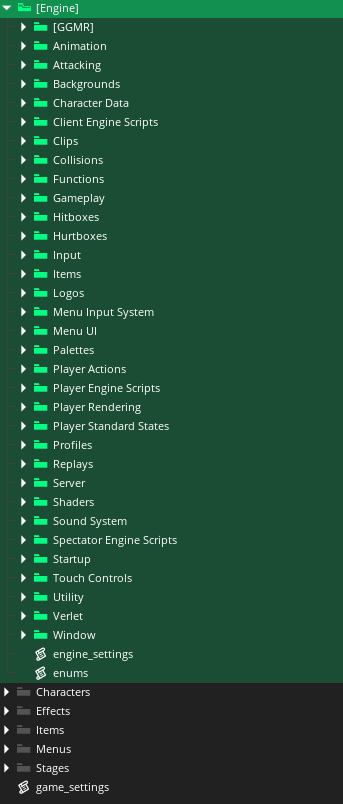 [Engine]
[GGMR]
Animation
Attacking
Backgrounds
Character Data
Client Engine Scripts
Clips
Collisions
Functions
Gameplay
Hitboxes
Hurtboxes
Input
Items
Logos
Menu Input System
Menu UI
Palettes
Player Actions
Player Engine Scripts
Player Rendering
Player Standard States
Profiles
Replays
Server
Shaders
Sound System
Spectator Engine Scripts
Startup
Touch Controls
Utility
Verlet
Window
engine_settings
enums
Characters
Effects
Items
Menus
Stages
game_settings